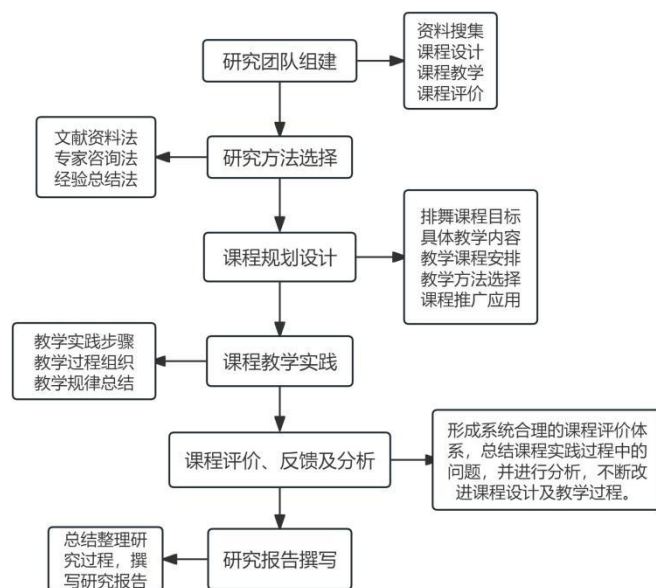 研究团队组建
资料搜集
课程设计
课程教学
课程评价
文献资料法
专家咨询法
经验总结法
研究方法选择
课程规划设计
排舞课程目标
具体教学内容
教学课程安排
教学方法选择
课程推广应用
教学实践步骤
教学过程组织
教学规律总结
课程教学实践
课程评价、反馈及分析
形成系统合理的课程评价体
系，总结课程实践过程中的
问题，并进行分析，不断改
进课程设计及教学过程。
总结整理研
究过程，撰
写研究报告
研究报告撰写